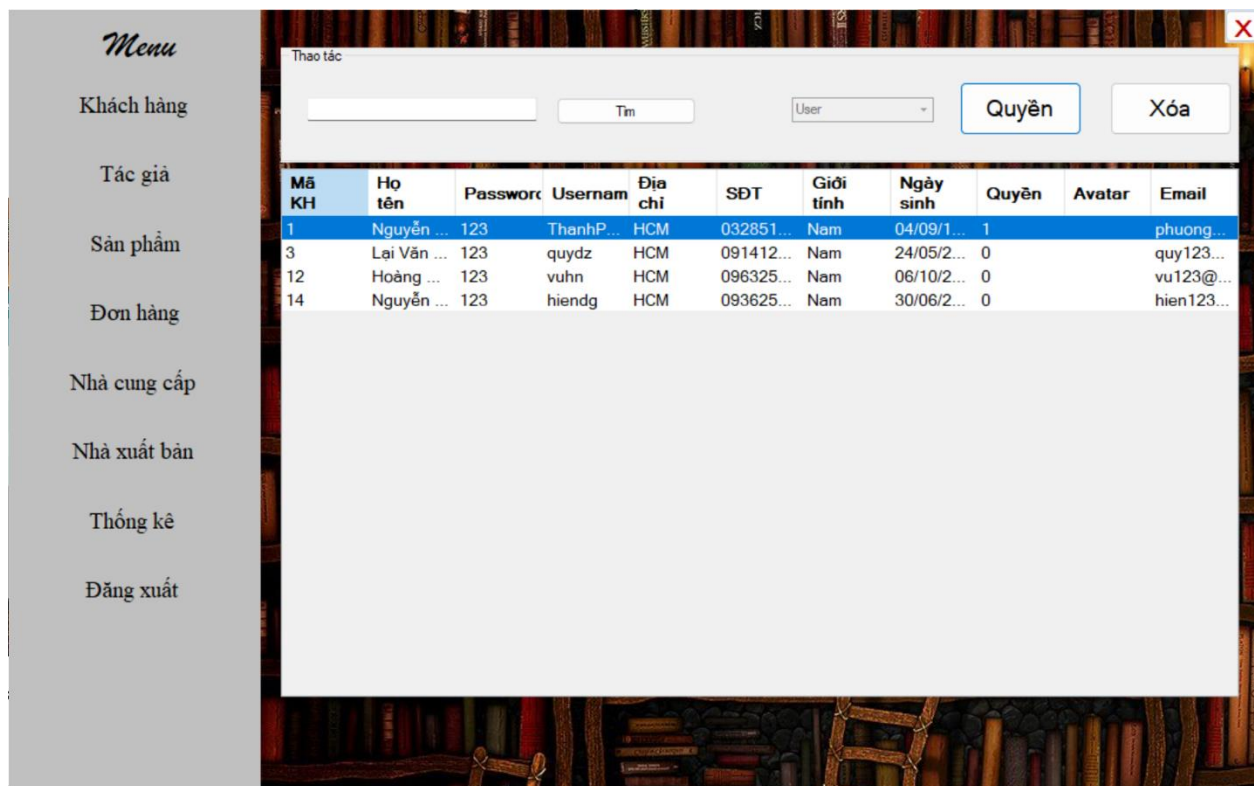 Menu
Khách hàng
Tác giả
Sản phẩm
Đơn hàng
Nhà cung cấp
Nhà xuất bản
Thống kê
Đăng xuất
X
Thao tác
Tìm
User
Quyền
Xóa
Mã KH Họ tên Password Usernam Địa chỉ SĐT Giới tính Ngày sinh Quyền Avatar Email
1 Nguyễn ... 123 ThanhP... HCM 032851... Nam 04/09/1... 1 phuong...
3 Lại Văn ... 123 quydz HCM 091412... Nam 24/05/2... 0 quy123...
12 Hoàng ... 123 vuhn HCM 096325... Nam 06/10/2... 0 vu123@...
14 Nguyễn ... 123 hiendg HCM 093625... Nam 30/06/2... 0 hien123...